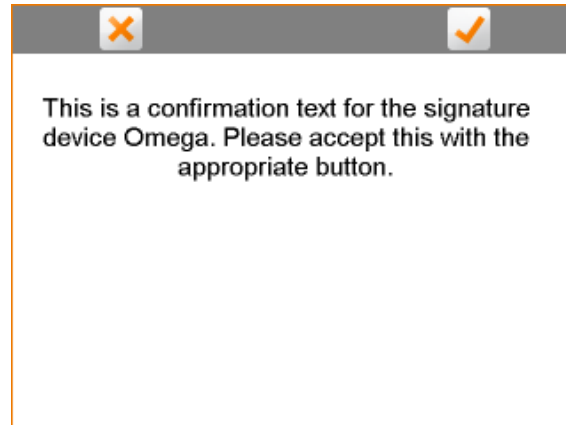 This is a confirmation text for the signature
device Omega. Please accept this with the
appropriate button.